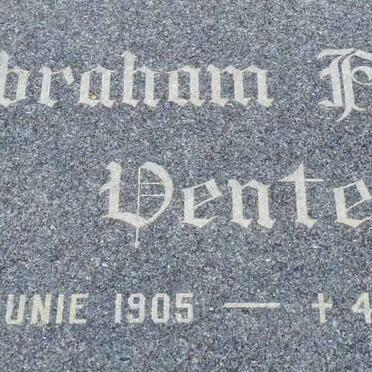 braham F
Vente
UNIE 1905 — † 4